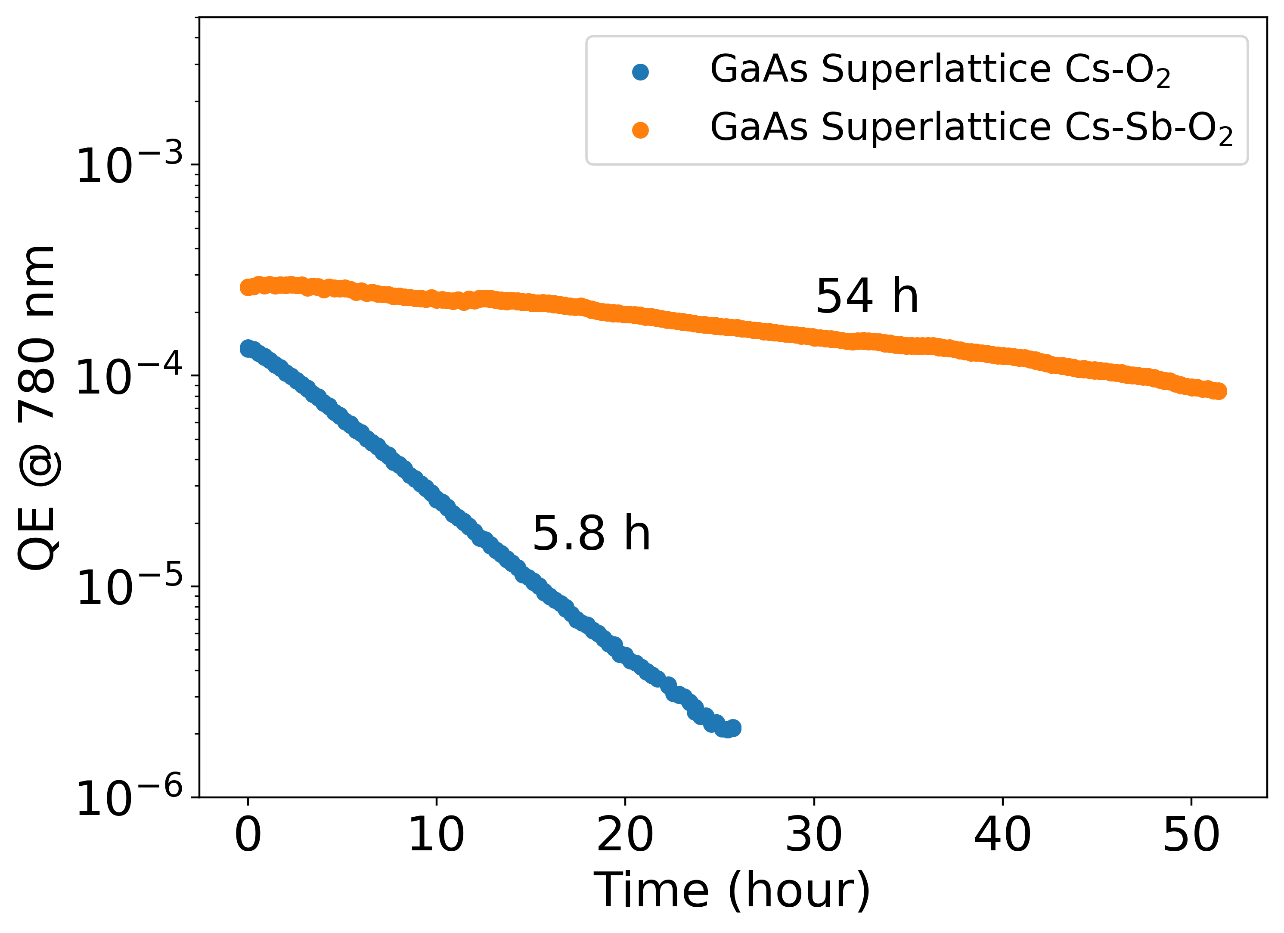 GaAs Superlattice Cs-O₂
GaAs Superlattice Cs-Sb-O₂
10⁻³
10⁻⁴
10⁻⁵
10⁻⁶
QE @ 780 nm
54 h
5.8 h
0 10 20 30 40 50
Time (hour)